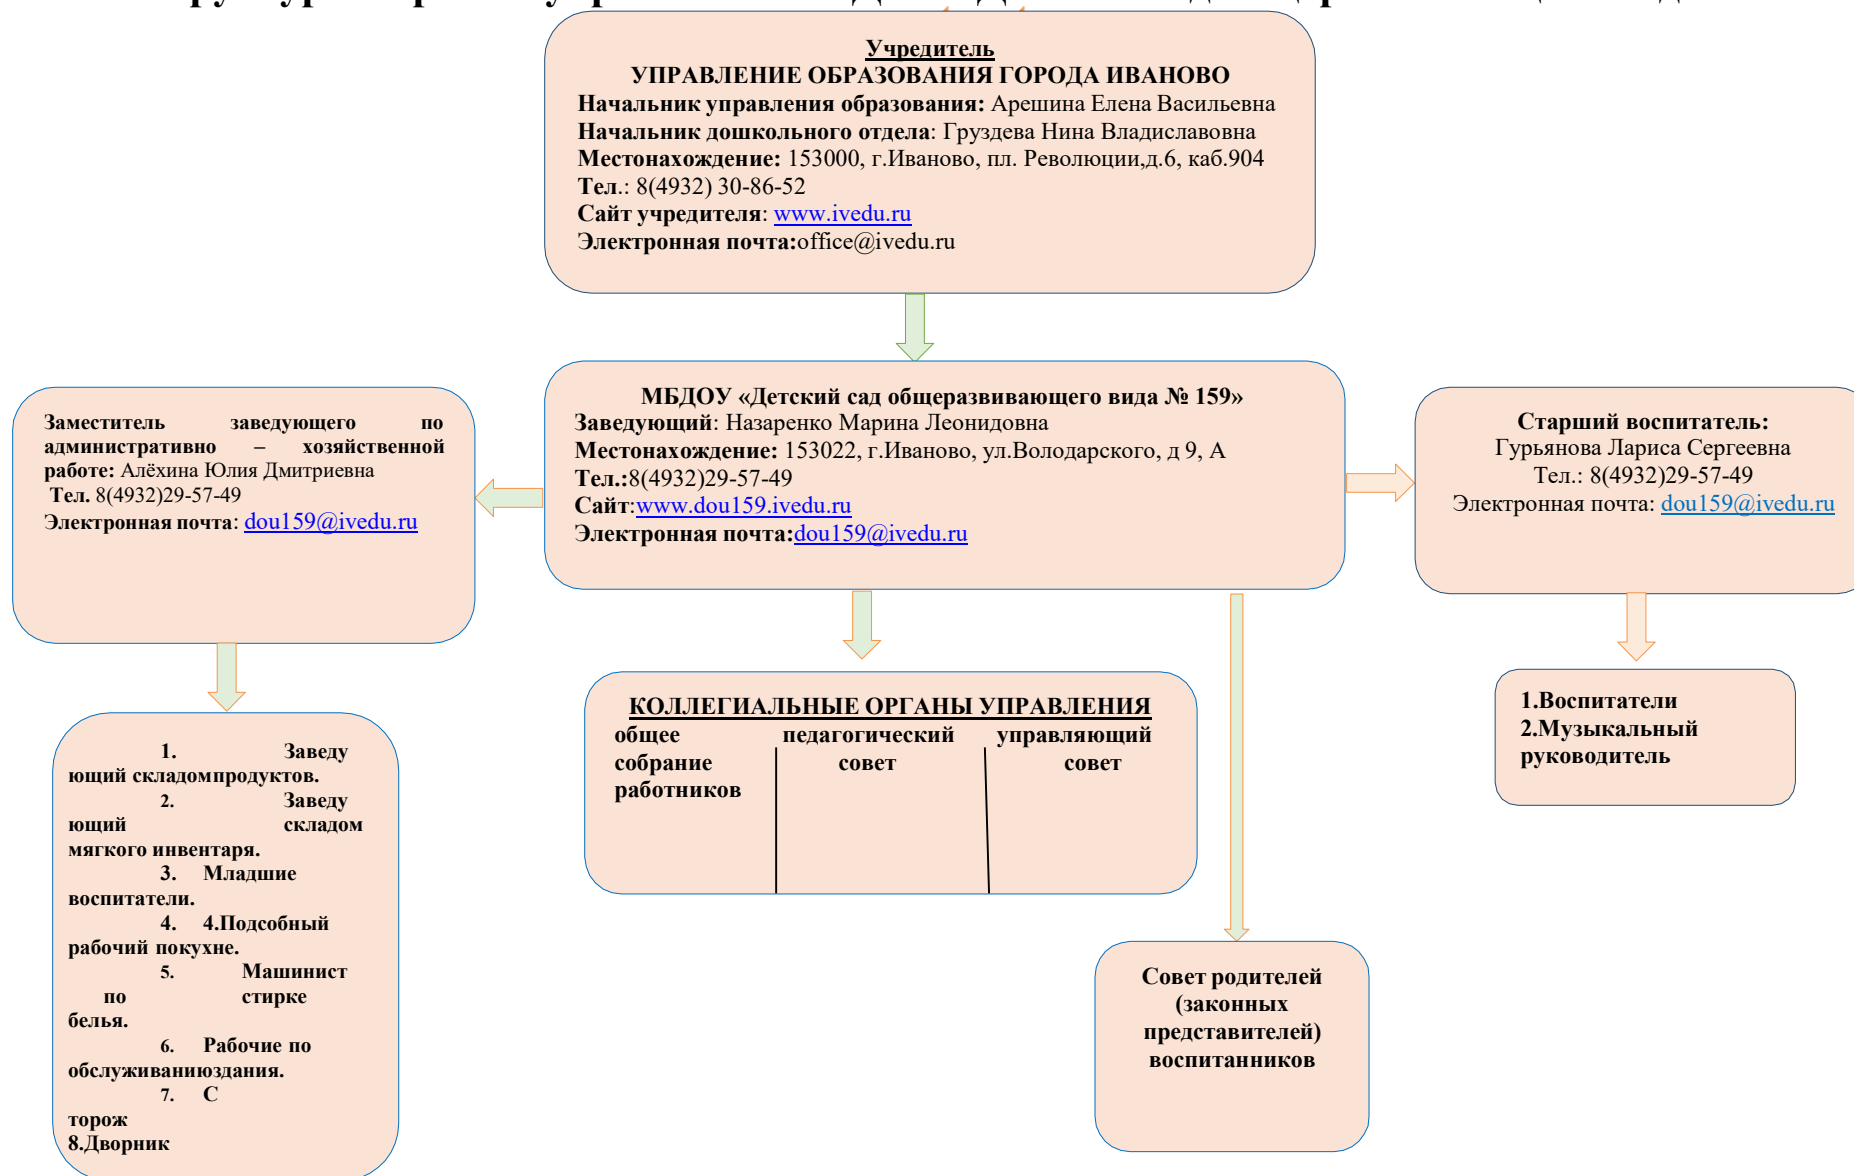 Учредитель
УПРАВЛЕНИЕ ОБРАЗОВАНИЯ ГОРОДА ИВАНОВО
Начальник управления образования: Арешина Елена Васильевна
Начальник дошкольного отдела: Груздева Нина Владиславовна
Местонахождение: 153000, г.Иваново, пл. Революции,д.6, каб.904
Тел.: 8(4932) 30-86-52
Сайт учредителя: www.ivedu.ru
Электронная почта:office@ivedu.ru
Заместитель заведующего по
административно – хозяйственной
работе: Алёхина Юлия Дмитриевна
Тел. 8(4932)29-57-49
Электронная почта: dou159@ivedu.ru
МБДОУ «Детский сад общеразвивающего вида № 159»
Заведующий: Назаренко Марина Леонидовна
Местонахождение: 153022, г.Иваново, ул.Володарского, д 9, А
Тел.:8(4932)29-57-49
Сайт:www.dou159.ivedu.ru
Электронная почта:dou159@ivedu.ru
Старший воспитатель:
Гурьянова Лариса Сергеевна
Тел.: 8(4932)29-57-49
Электронная почта: dou159@ivedu.ru
1. Заведу
ющий складомпродуктов.
2. Заведу
ющий складом
мягкого инвентаря.
3. Младшие
воспитатели.
4. 4.Подсобный
рабочий покухне.
5. Машинист
по стирке
белья.
6. Рабочие по
обслуживаниюздания.
7. С
торож
8.Дворник
КОЛЛЕГИАЛЬНЫЕ ОРГАНЫ УПРАВЛЕНИЯ
общее педагогический управляющий
собрание совет совет
работников
1.Воспитатели
2.Музыкальный
руководитель
Совет родителей
(законных
представителей)
воспитанников